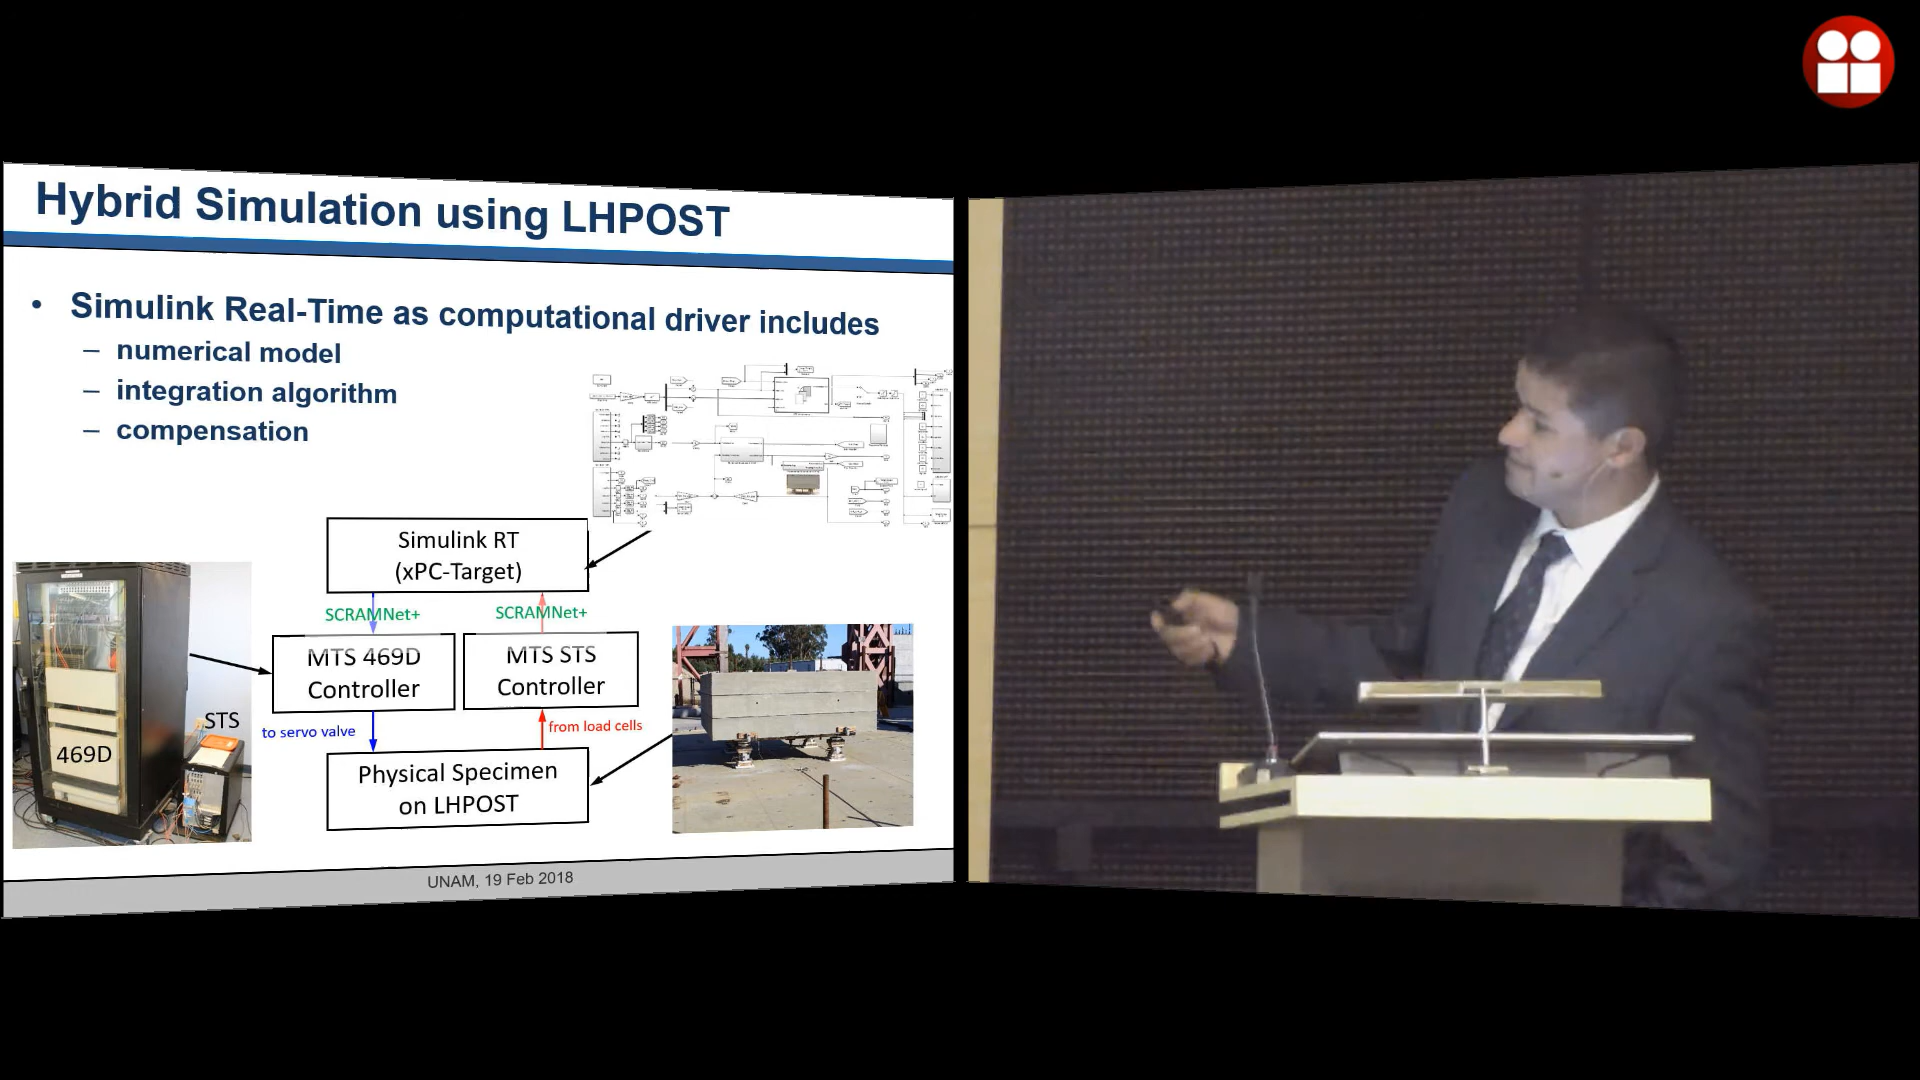 Hybrid Simulation using LHPOST
• Simulink Real-Time as computational driver includes
– numerical model
– integration algorithm
– compensation
Simulink RT
(xPC-Target)
SCRAMNet+
SCRAMNet+
MTS 469D
Controller
MTS STS
Controller
STS
469D
to servo valve
from load cells
Physical Specimen
on LHPOST
UNAM, 19 Feb 2018